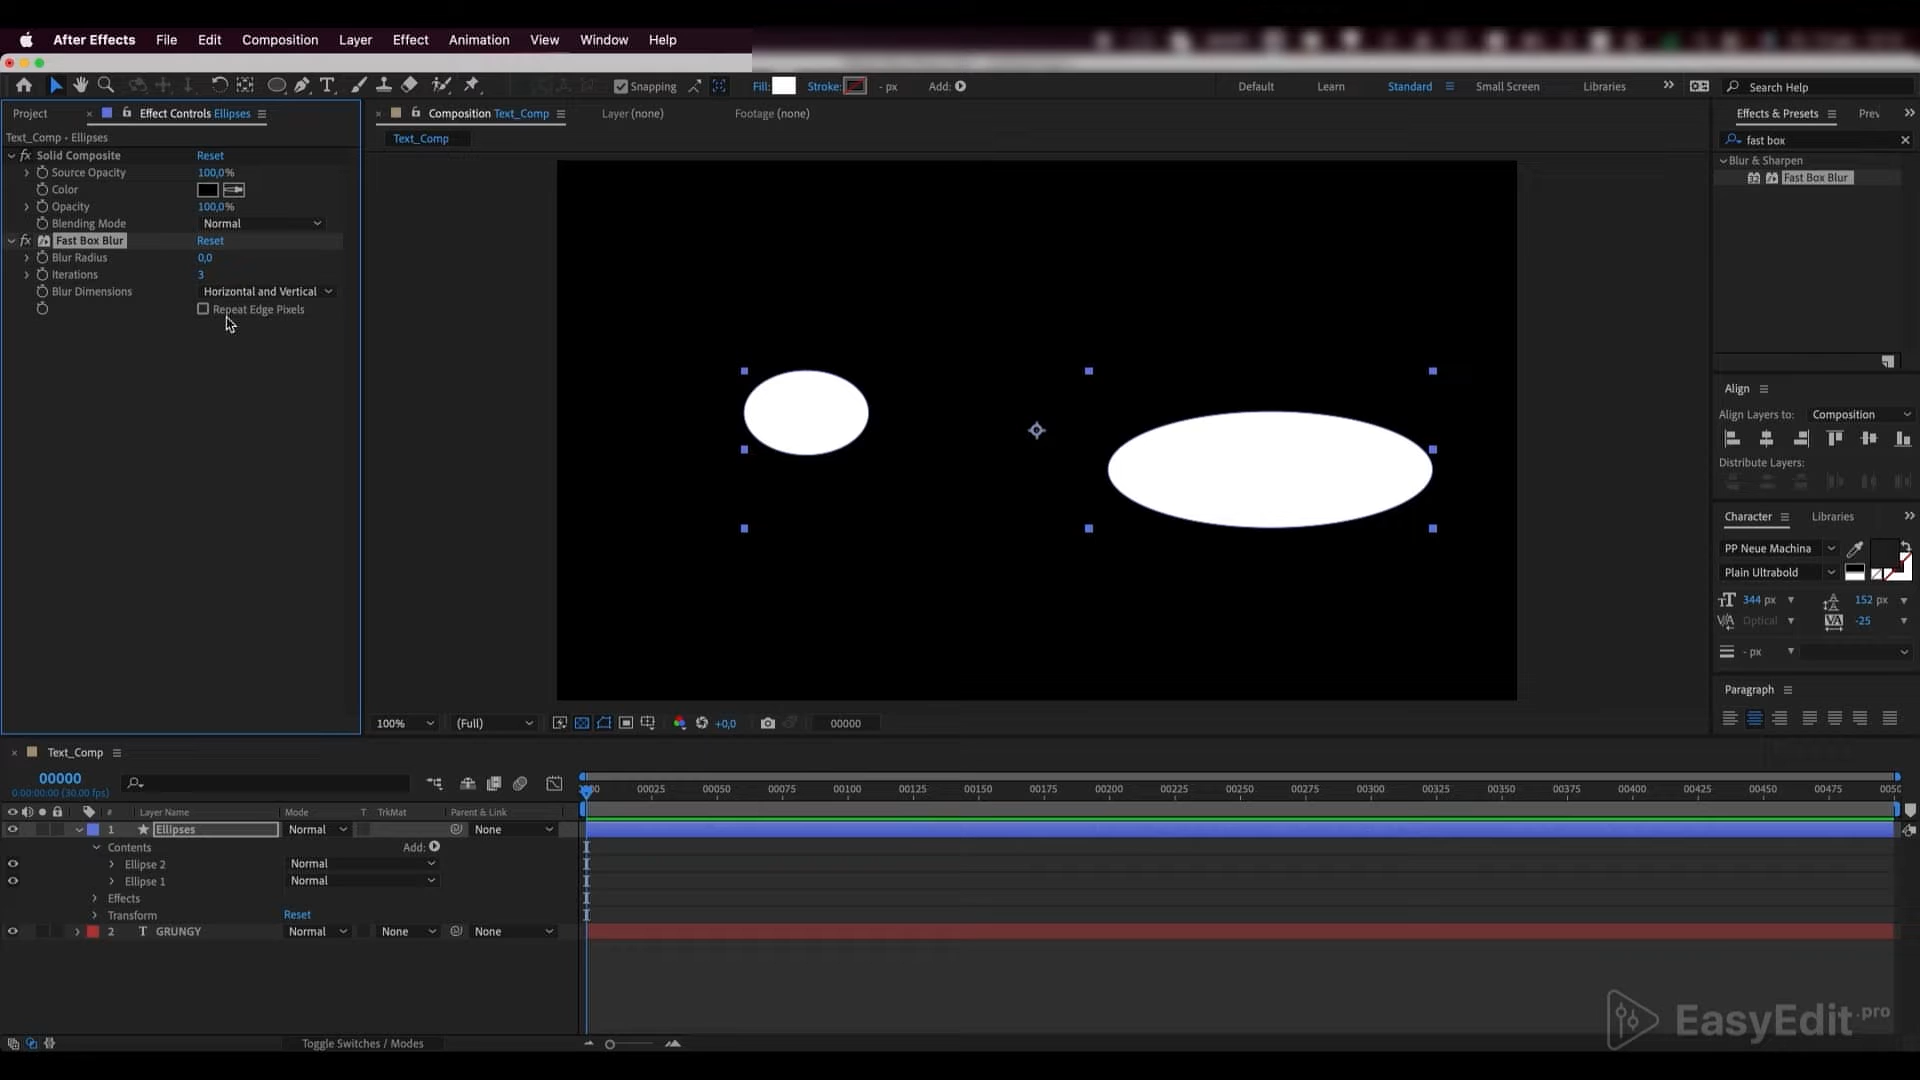 After Effects File Edit Composition Layer Effect Animation View Window Help
Snapping Fill: Stroke: - px Add: Default Learn Standard Small Screen Libraries Search Help
Project Effect Controls Ellipses Composition Text_Comp Layer (none) Footage (none) Effects & Presets Prev
Text_Comp • Ellipses
Text_Comp
fast box
fx Solid Composite Reset
Source Opacity 100,0%
Color
Opacity 100,0%
Blending Mode Normal
fx Fast Box Blur Reset
Blur Radius 0,0
Iterations 3
Blur Dimensions Horizontal and Vertical
Repeat Edge Pixels
Blur & Sharpen
32 Fast Box Blur
Align
Align Layers to: Composition
Distribute Layers:
Character Libraries
PP Neue Machina
Plain Ultrabold
344 px 152 px
Optical -25
- px
Paragraph
100% (Full) +0,0 00000
Text_Comp
00000
0:00:00:00 (30.00 fps)
00025 00050 00075 00100 00125 00150 00175 00200 00225 00250 00275 00300 00325 00350 00375 00400 00425 00450 00475
# Layer Name Mode T TrkMat Parent & Link
1 Ellipses Normal None
Contents Add:
Ellipse 2 Normal
Ellipse 1 Normal
Effects
Transform Reset
2 T GRUNGY Normal None None
Toggle Switches / Modes
EasyEdit.pro